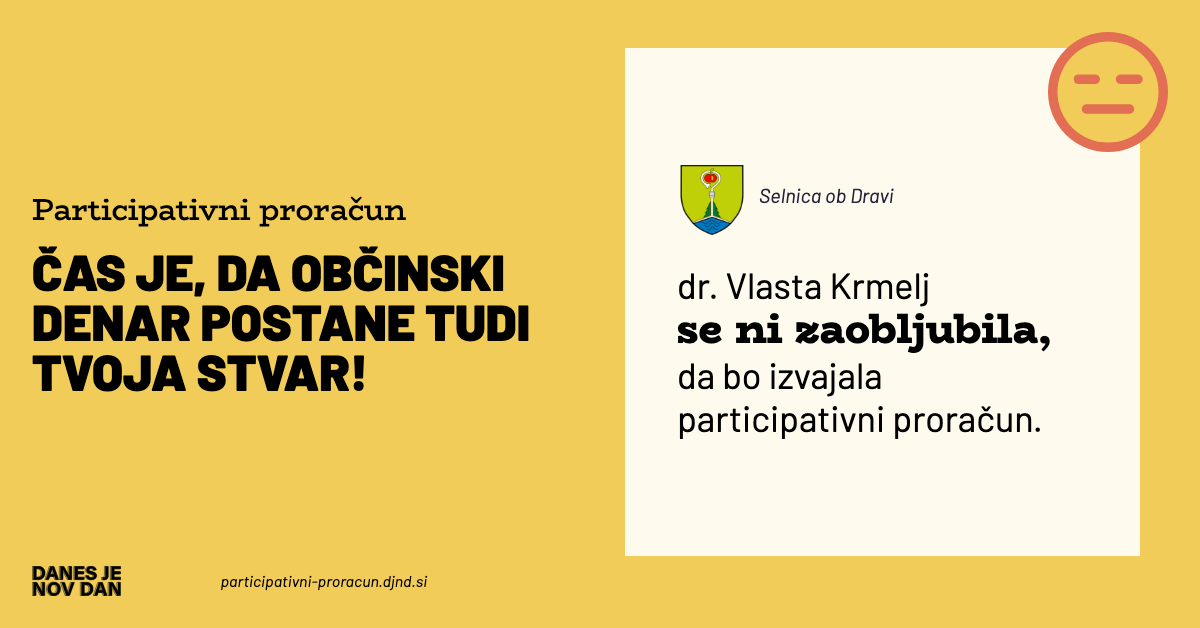 Participativni proračun
ČAS JE, DA OBČINSKI
DENAR POSTANE TUDI
TVOJA STVAR!
DANES JE
NOV DAN
participativni-proracun.djnd.si
Selnica ob Dravi
dr. Vlasta Krmelj
se ni zaobljubila,
da bo izvajala
participativni proračun.